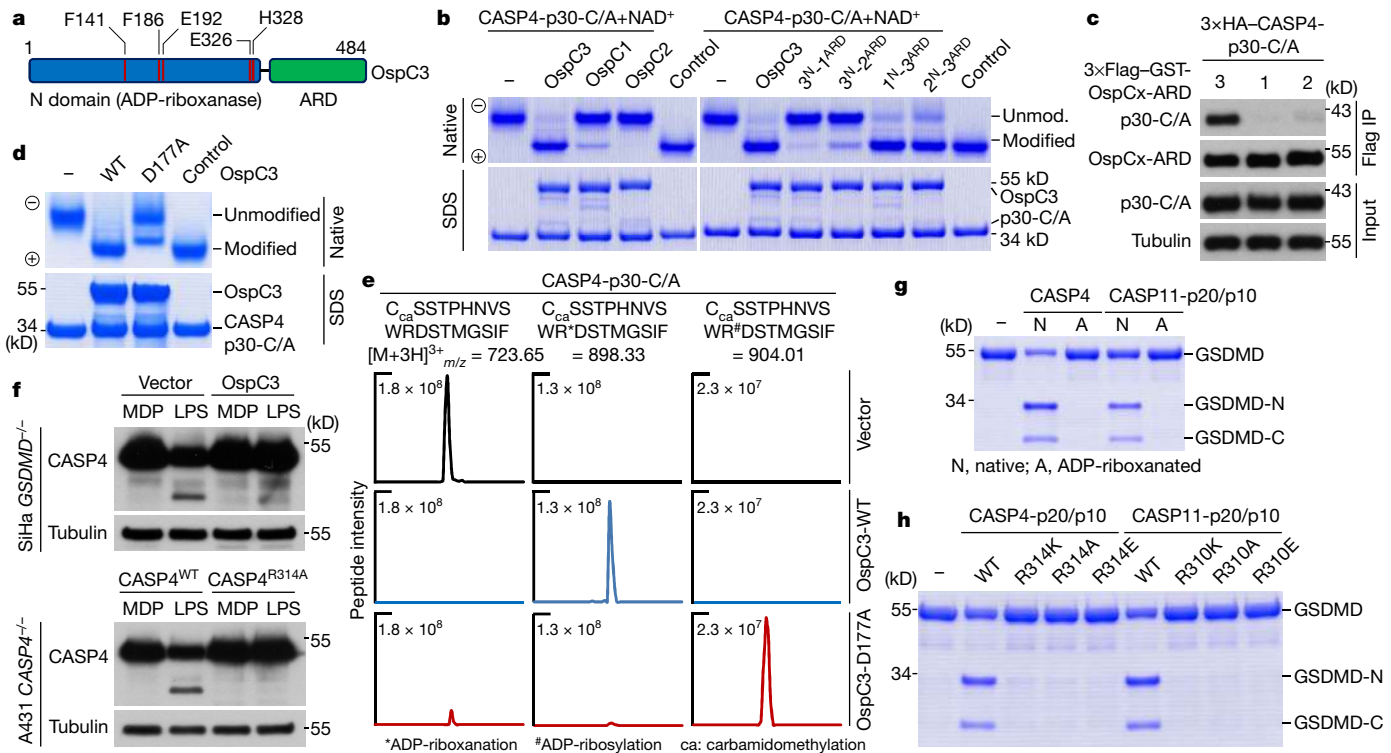 a
F141
F186
E192
H328
E326
1
484
OspC3
N domain (ADP-riboxanase)
ARD
b
CASP4-p30-C/A+NAD⁺
CASP4-p30-C/A+NAD⁺
–
OspC3
OspC1
OspC2
Control
–
OspC3
3ᴺ-1ᴬᴿᴰ
3ᴺ-2ᴬᴿᴰ
1ᴺ-3ᴬᴿᴰ
2ᴺ-3ᴬᴿᴰ
Control
Native
SDS
Unmod.
Modified
55 kD
OspC3
p30-C/A
34 kD
c
3×HA–CASP4-
p30-C/A
3×Flag–GST-
OspCx-ARD
3 1 2 (kD)
p30-C/A
43
OspCx-ARD
55
Flag IP
p30-C/A
43
Tubulin
55
Input
d
–
WT
D177A
Control
OspC3
Unmodified
Modified
Native
55
34
(kD)
OspC3
CASP4
p30-C/A
SDS
e
CASP4-p30-C/A
CcaSSTPHNVS
WRDSTMGSIF
[M+3H]³⁺ m/z = 723.65
CcaSSTPHNVS
WR*DSTMGSIF
= 898.33
CcaSSTPHNVS
WR#DSTMGSIF
= 904.01
Peptide intensity
1.8 × 10⁸
1.3 × 10⁸
2.3 × 10⁷
Vector
1.8 × 10⁸
1.3 × 10⁸
2.3 × 10⁷
OspC3-WT
1.8 × 10⁸
1.3 × 10⁸
2.3 × 10⁷
OspC3-D177A
*ADP-riboxanation
#ADP-ribosylation
ca: carbamidomethylation
f
Vector
OspC3
MDP LPS MDP LPS
(kD)
SiHa GSDMD⁻/⁻
CASP4
55
Tubulin
55
CASP4ᵂᵀ
CASP4ᴿ³¹⁴ᴬ
MDP LPS MDP LPS
A431 CASP4⁻/⁻
CASP4
55
Tubulin
55
g
CASP4
CASP11-p20/p10
(kD)
– N A N A
55
34
GSDMD
GSDMD-N
GSDMD-C
N, native; A, ADP-riboxanated
h
CASP4-p20/p10
CASP11-p20/p10
(kD)
–
WT
R314K
R314A
R314E
WT
R310K
R310A
R310E
55
34
GSDMD
GSDMD-N
GSDMD-C